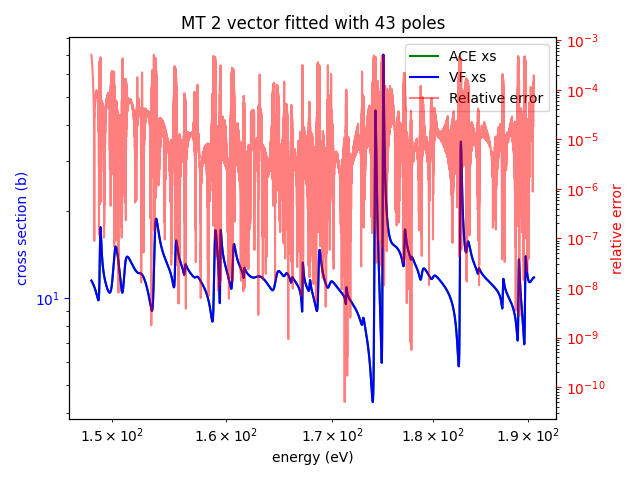 MT 2 vector fitted with 43 poles
ACE xs
VF xs
Relative error
cross section (b)
10¹
relative error
10⁻³
10⁻⁴
10⁻⁵
10⁻⁶
10⁻⁷
10⁻⁸
10⁻⁹
10⁻¹⁰
1.5 × 10²
1.6 × 10²
1.7 × 10²
1.8 × 10²
1.9 × 10²
energy (eV)